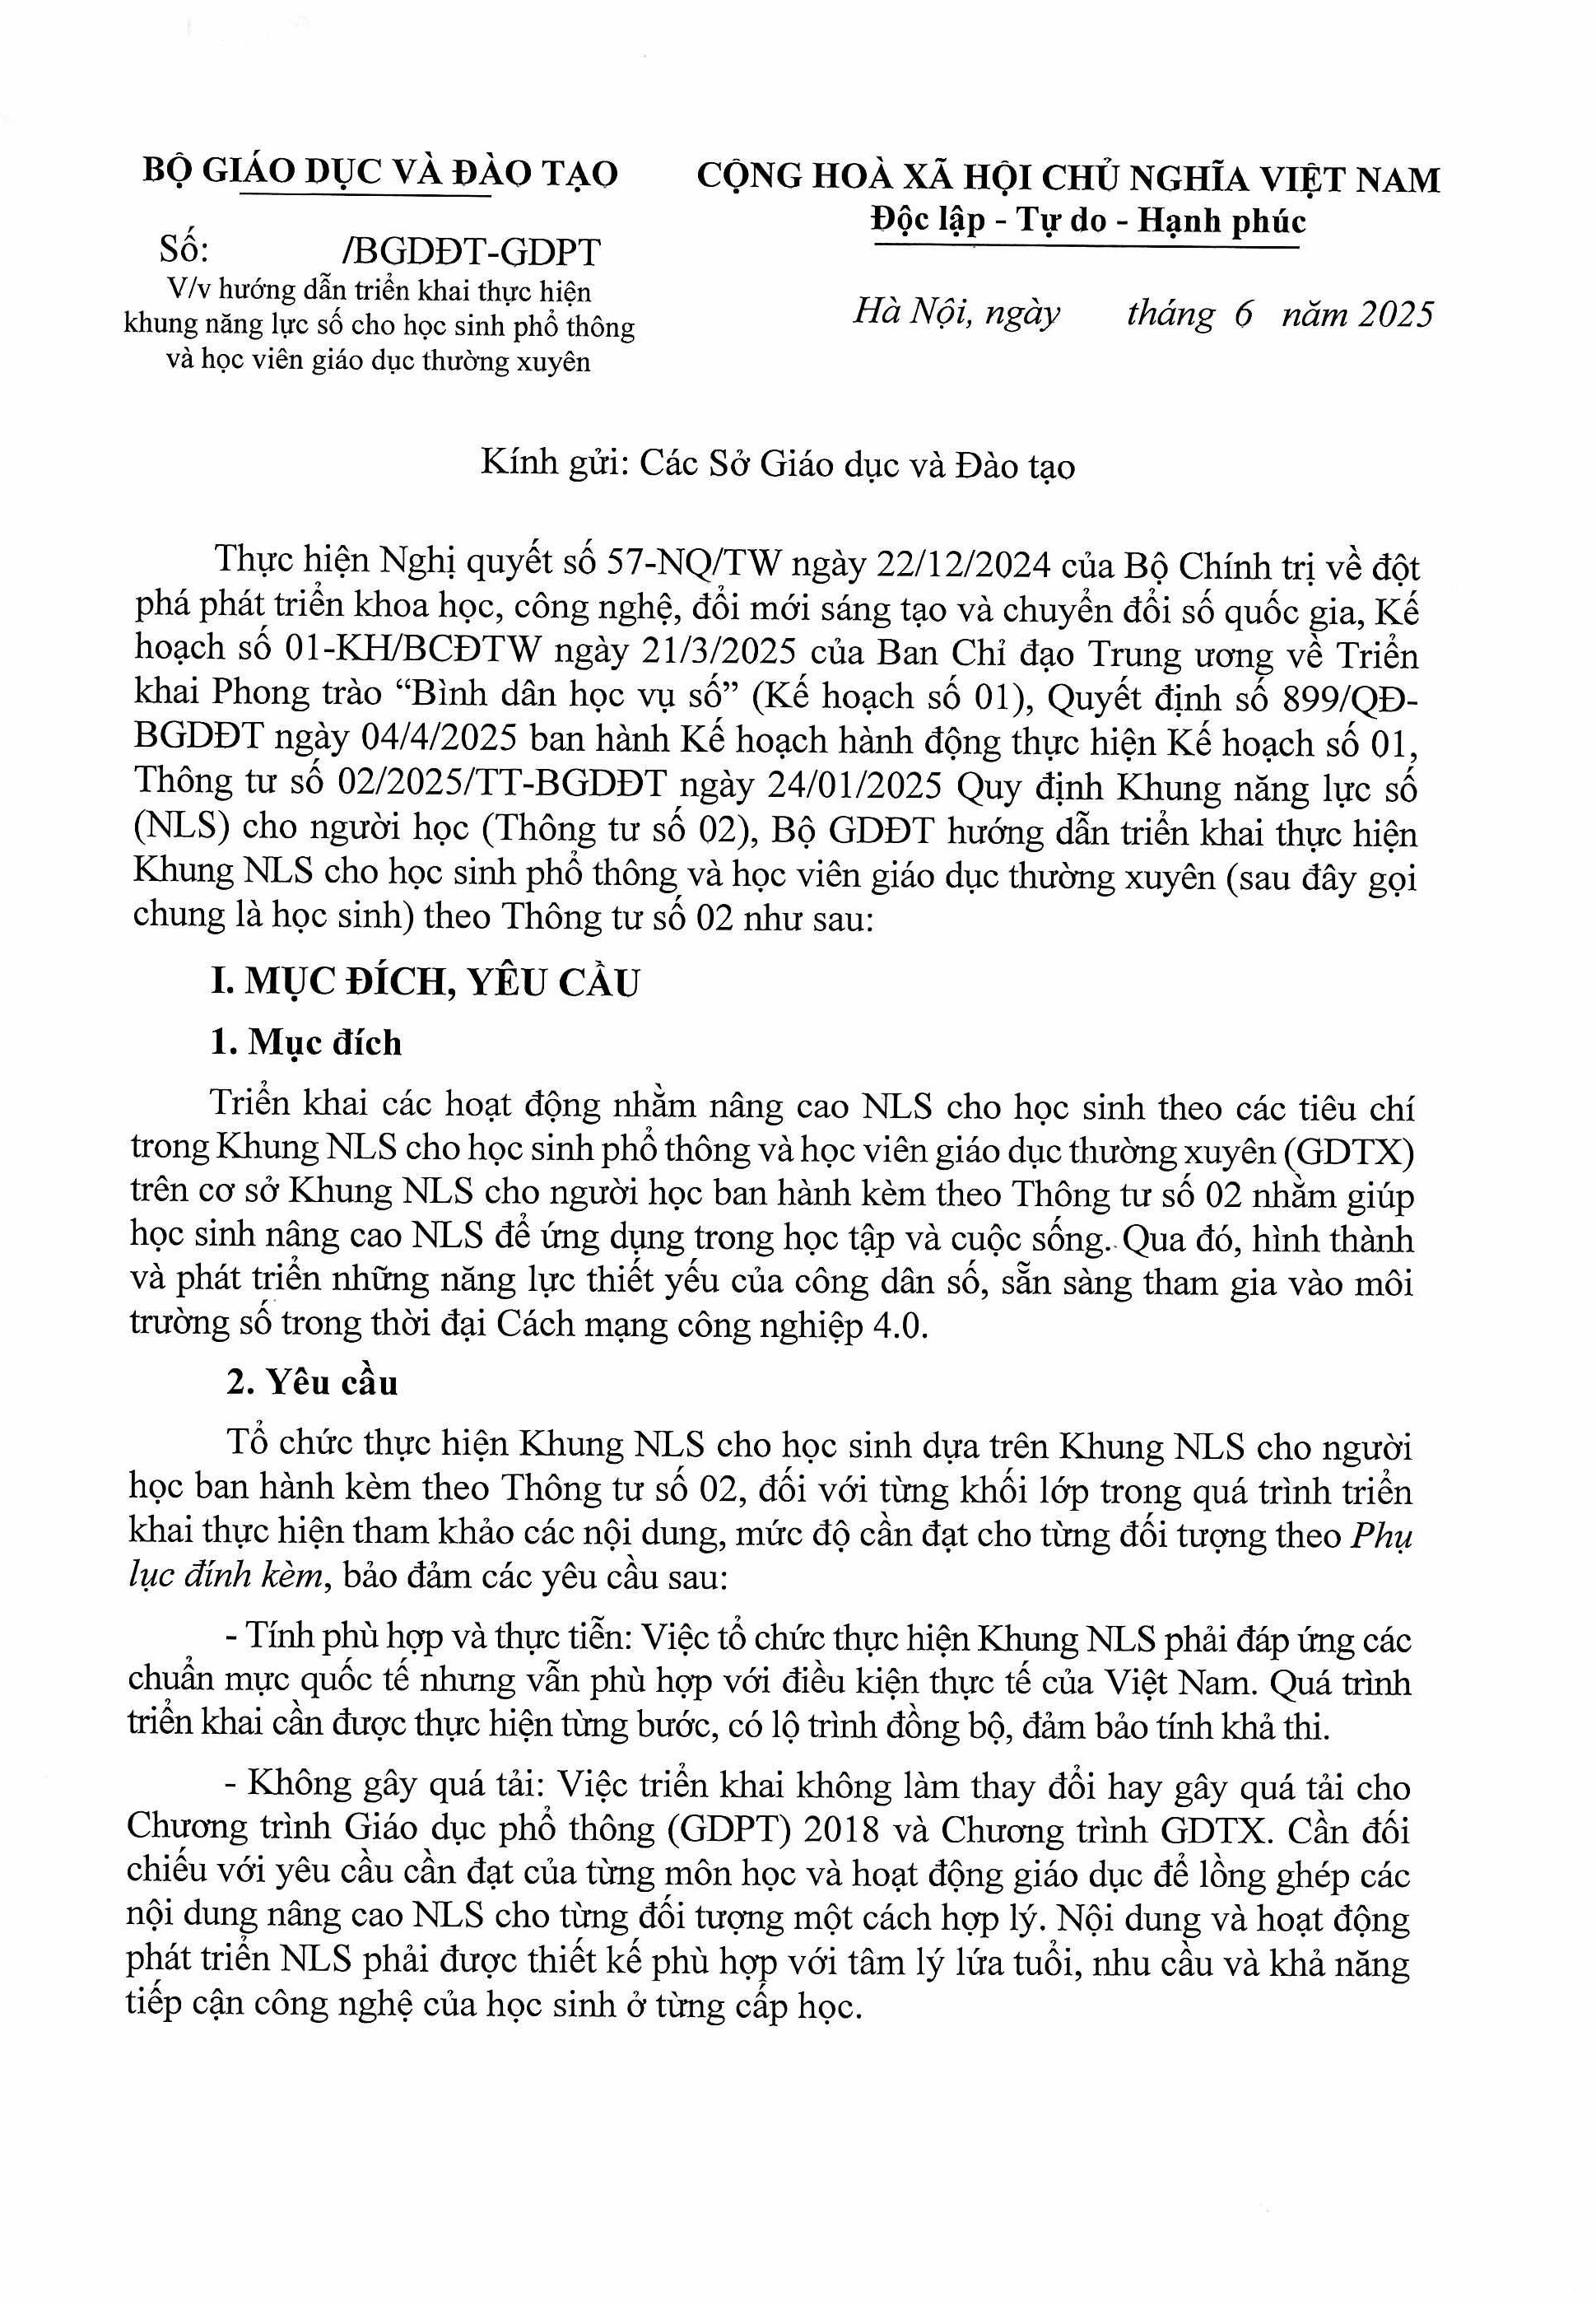 BỘ GIÁO DỤC VÀ ĐÀO TẠO
CỘNG HOÀ XÃ HỘI CHỦ NGHĨA VIỆT NAM
Độc lập - Tự do - Hạnh phúc
Số: /BGDĐT-GDPT
V/v hướng dẫn triển khai thực hiện
khung năng lực số cho học sinh phổ thông
và học viên giáo dục thường xuyên
Hà Nội, ngày tháng 6 năm 2025
Kính gửi: Các Sở Giáo dục và Đào tạo
Thực hiện Nghị quyết số 57-NQ/TW ngày 22/12/2024 của Bộ Chính trị về đột
phá phát triển khoa học, công nghệ, đổi mới sáng tạo và chuyển đổi số quốc gia, Kế
hoạch số 01-KH/BCĐTW ngày 21/3/2025 của Ban Chỉ đạo Trung ương về Triển
khai Phong trào “Bình dân học vụ số” (Kế hoạch số 01), Quyết định số 899/QĐ-
BGDĐT ngày 04/4/2025 ban hành Kế hoạch hành động thực hiện Kế hoạch số 01,
Thông tư số 02/2025/TT-BGDĐT ngày 24/01/2025 Quy định Khung năng lực số
(NLS) cho người học (Thông tư số 02), Bộ GDĐT hướng dẫn triển khai thực hiện
Khung NLS cho học sinh phổ thông và học viên giáo dục thường xuyên (sau đây gọi
chung là học sinh) theo Thông tư số 02 như sau:
I. MỤC ĐÍCH, YÊU CẦU
1. Mục đích
Triển khai các hoạt động nhằm nâng cao NLS cho học sinh theo các tiêu chí
trong Khung NLS cho học sinh phổ thông và học viên giáo dục thường xuyên (GDTX)
trên cơ sở Khung NLS cho người học ban hành kèm theo Thông tư số 02 nhằm giúp
học sinh nâng cao NLS để ứng dụng trong học tập và cuộc sống. Qua đó, hình thành
và phát triển những năng lực thiết yếu của công dân số, sẵn sàng tham gia vào môi
trường số trong thời đại Cách mạng công nghiệp 4.0.
2. Yêu cầu
Tổ chức thực hiện Khung NLS cho học sinh dựa trên Khung NLS cho người
học ban hành kèm theo Thông tư số 02, đối với từng khối lớp trong quá trình triển
khai thực hiện tham khảo các nội dung, mức độ cần đạt cho từng đối tượng theo Phụ
lục đính kèm, bảo đảm các yêu cầu sau:
- Tính phù hợp và thực tiễn: Việc tổ chức thực hiện Khung NLS phải đáp ứng các
chuẩn mực quốc tế nhưng vẫn phù hợp với điều kiện thực tế của Việt Nam. Quá trình
triển khai cần được thực hiện từng bước, có lộ trình đồng bộ, đảm bảo tính khả thi.
- Không gây quá tải: Việc triển khai không làm thay đổi hay gây quá tải cho
Chương trình Giáo dục phổ thông (GDPT) 2018 và Chương trình GDTX. Cần đối
chiếu với yêu cầu cần đạt của từng môn học và hoạt động giáo dục để lồng ghép các
nội dung nâng cao NLS cho từng đối tượng một cách hợp lý. Nội dung và hoạt động
phát triển NLS phải được thiết kế phù hợp với tâm lý lứa tuổi, nhu cầu và khả năng
tiếp cận công nghệ của học sinh ở từng cấp học.